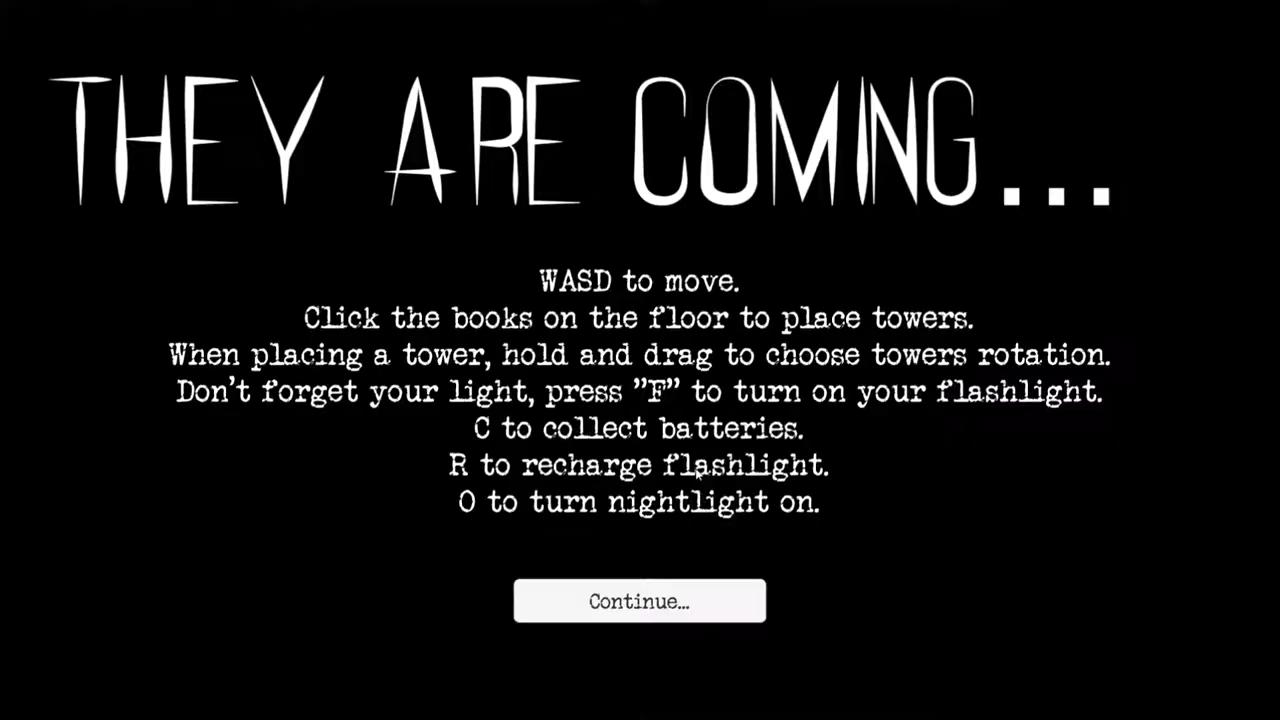 THEY ARE COMING...
WASD to move.
Click the books on the floor to place towers.
When placing a tower, hold and drag to choose towers rotation.
Don't forget your light, press "F" to turn on your flashlight.
C to collect batteries.
R to recharge flashlight.
O to turn nightlight on.
Continue...